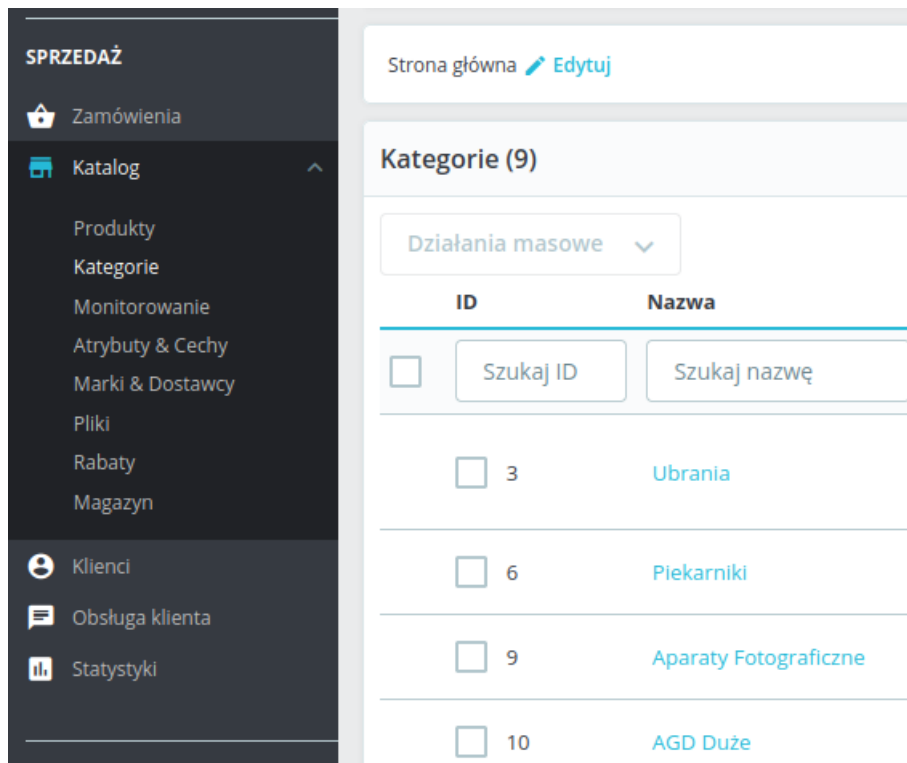 SPRZEDAŻ
Zamówienia
Katalog
Produkty
Kategorie
Monitorowanie
Atrybuty & Cechy
Marki & Dostawcy
Pliki
Rabaty
Magazyn
Klienci
Obsługa klienta
Statystyki
Strona główna Edytuj
Kategorie (9)
Działania masowe
ID Nazwa
Szukaj ID Szukaj nazwę
3 Ubrania
6 Piekarniki
9 Aparaty Fotograficzne
10 AGD Duże